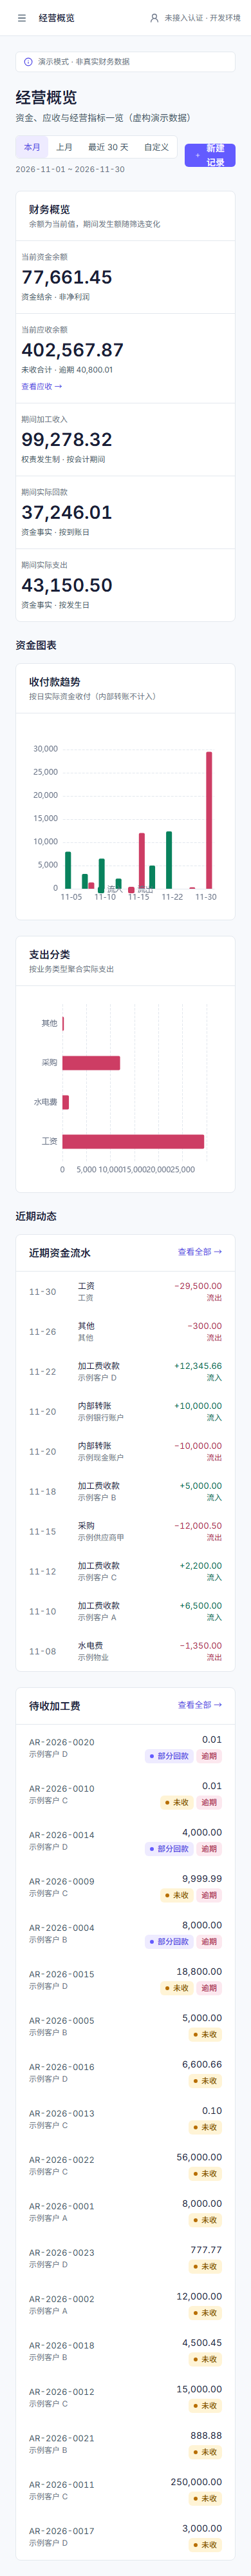 经营概览
未接入认证 · 开发环境
演示模式 · 非真实财务数据
经营概览
资金、应收与经营指标一览（虚构演示数据）
本月 上月 最近 30 天 自定义
+ 新建记录
2026-11-01 ~ 2026-11-30
财务概览
余额为当前值，期间发生额随筛选变化
当前资金余额
77,661.45
资金结余 · 非净利润
当前应收余额
402,567.87
未收合计 · 逾期 40,800.01
查看应收 →
期间加工收入
99,278.32
权责发生制 · 按会计期间
期间实际回款
37,246.01
资金事实 · 按到账日
期间实际支出
43,150.50
资金事实 · 按发生日
资金图表
收付款趋势
按日实际资金收付（内部转账不计入）
30,000
25,000
20,000
15,000
10,000
5,000
0
流入 流出
11-05 11-10 11-15 11-22 11-30
支出分类
按业务类型聚合实际支出
其他
采购
水电费
工资
0 5,000 10,000 15,000 20,000 25,000
近期动态
近期资金流水 查看全部 →
11-30 工资 −29,500.00
工资 流出
11-26 其他 −300.00
其他 流出
11-22 加工费收款 +12,345.66
示例客户 D 流入
11-20 内部转账 +10,000.00
示例银行账户 流入
11-20 内部转账 −10,000.00
示例现金账户 流出
11-18 加工费收款 +5,000.00
示例客户 B 流入
11-15 采购 −12,000.50
示例供应商甲 流出
11-12 加工费收款 +2,200.00
示例客户 C 流入
11-10 加工费收款 +6,500.00
示例客户 A 流入
11-08 水电费 −1,350.00
示例物业 流出
待收加工费 查看全部 →
AR-2026-0020 0.01
示例客户 D 部分回款 逾期
AR-2026-0010 0.01
示例客户 C 未收 逾期
AR-2026-0014 4,000.00
示例客户 D 部分回款 逾期
AR-2026-0009 9,999.99
示例客户 C 未收 逾期
AR-2026-0004 8,000.00
示例客户 B 部分回款 逾期
AR-2026-0015 18,800.00
示例客户 D 未收 逾期
AR-2026-0005 5,000.00
示例客户 B 未收
AR-2026-0016 6,600.66
示例客户 D 未收
AR-2026-0013 0.10
示例客户 C 未收
AR-2026-0022 56,000.00
示例客户 C 未收
AR-2026-0001 8,000.00
示例客户 A 未收
AR-2026-0023 777.77
示例客户 D 未收
AR-2026-0002 12,000.00
示例客户 A 未收
AR-2026-0018 4,500.45
示例客户 B 未收
AR-2026-0012 15,000.00
示例客户 C 未收
AR-2026-0021 888.88
示例客户 B 未收
AR-2026-0011 250,000.00
示例客户 C 未收
AR-2026-0017 3,000.00
示例客户 D 未收